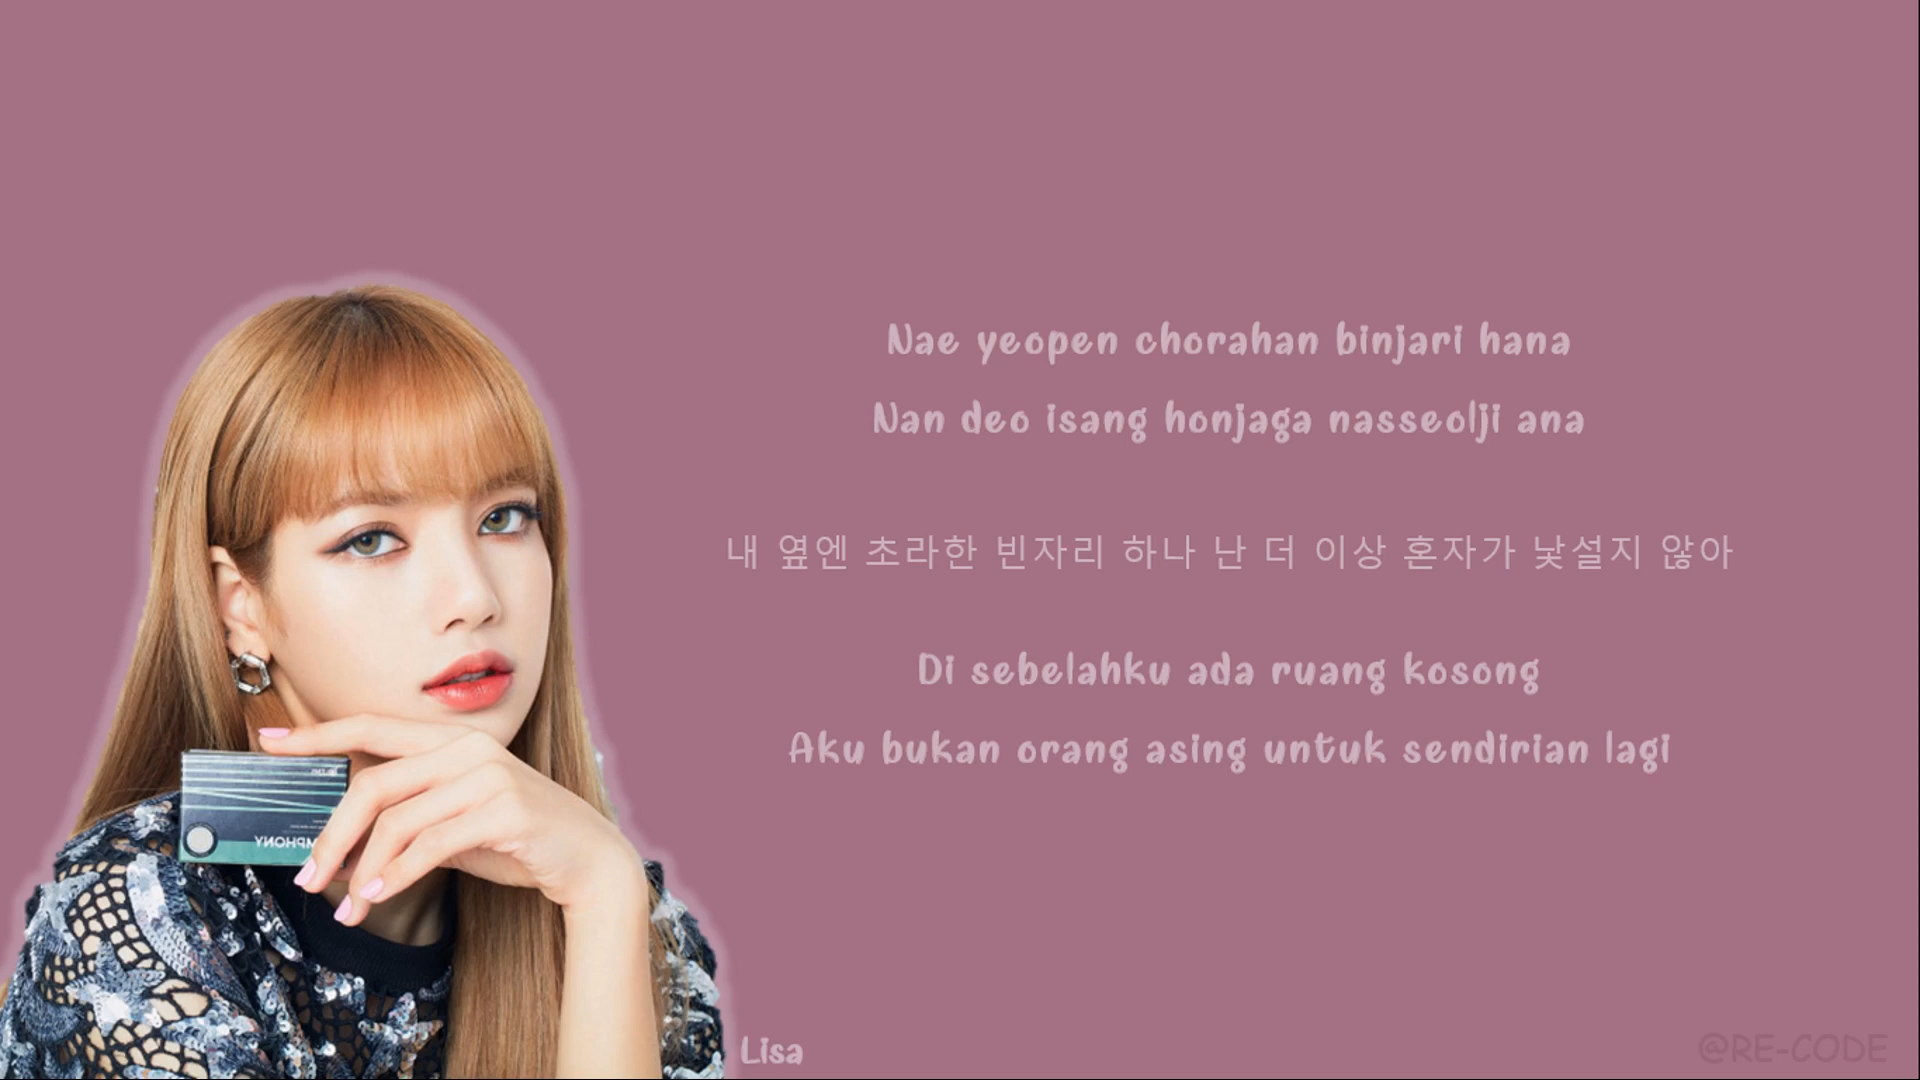 Nae yeopen chorahan binjari hana
Nan deo isang honjaga nasseolji ana
내 옆엔 초라한 빈자리 하나 난 더 이상 혼자가 낯설지 않아
Di sebelahku ada ruang kosong
Aku bukan orang asing untuk sendirian lagi
Lisa
@RE-CODE